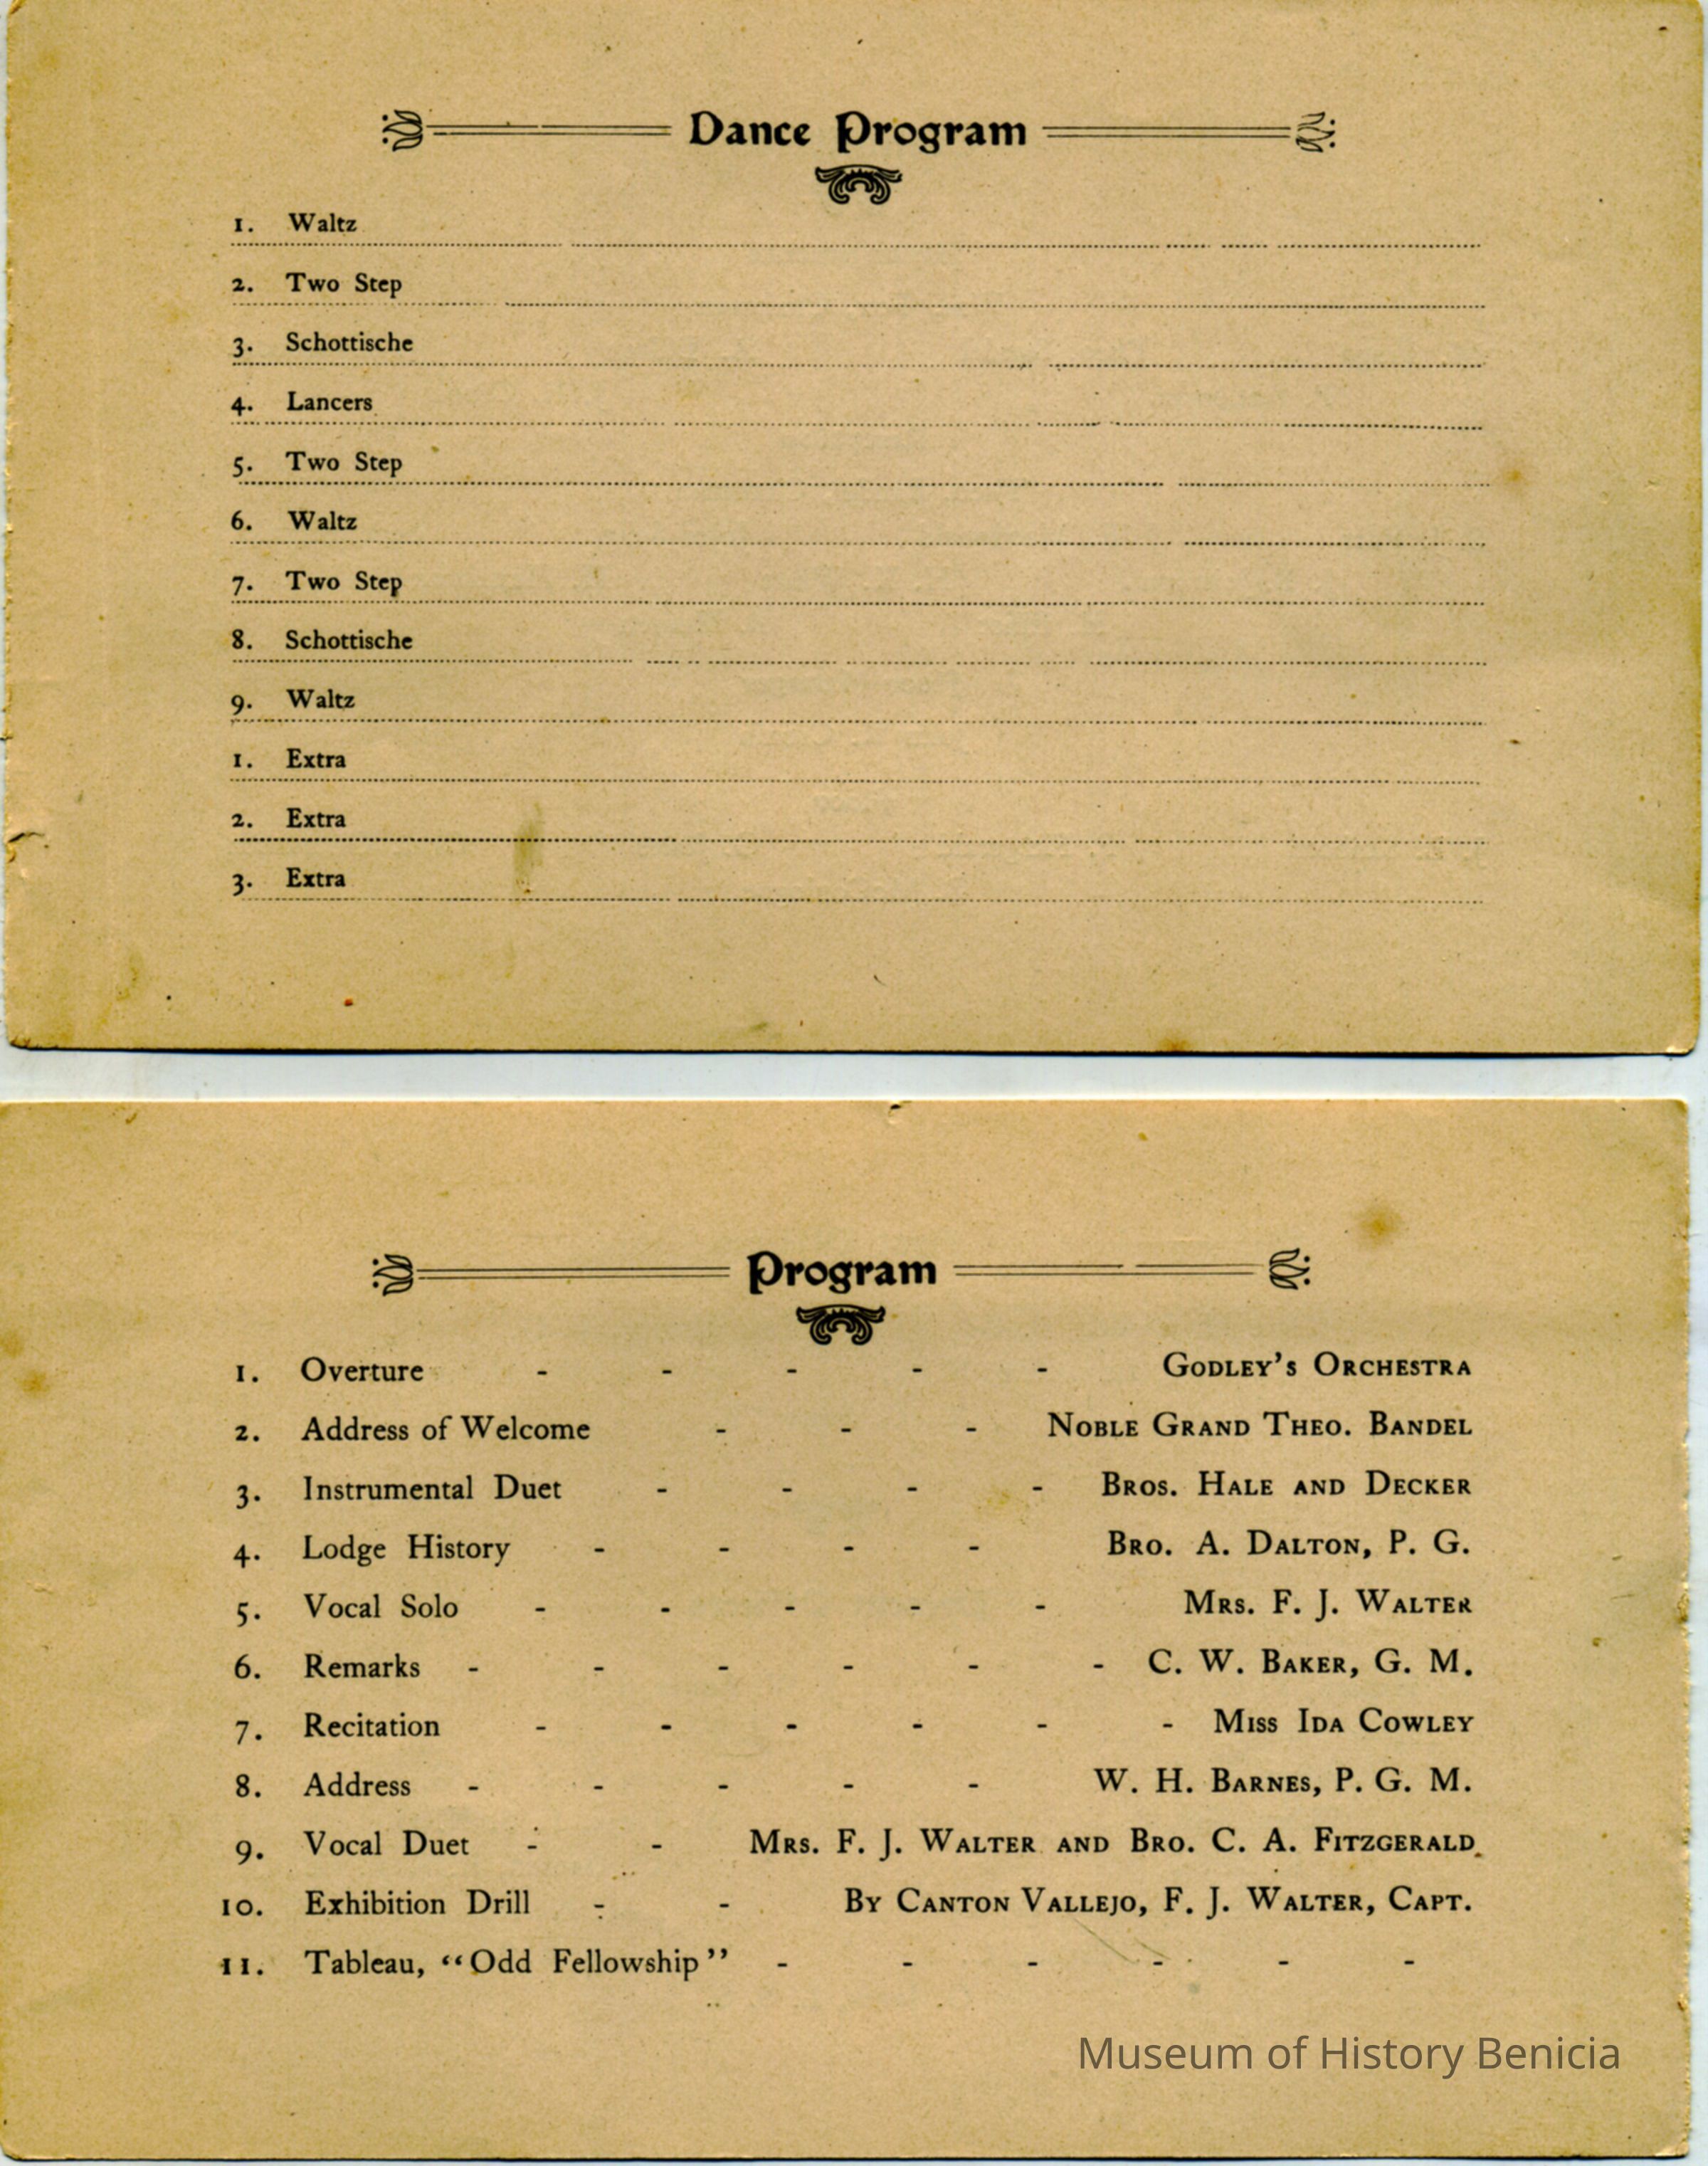 Dance Program
1. Waltz
2. Two Step
3. Schottische
4. Lancers
5. Two Step
6. Waltz
7. Two Step
8. Schottische
9. Waltz
1. Extra
2. Extra
3. Extra
Program
1. Overture - - - - - Godley's Orchestra
2. Address of Welcome - - - Noble Grand Theo. Bandel
3. Instrumental Duet - - - - Bros. Hale and Decker
4. Lodge History - - - - Bro. A. Dalton, P. G.
5. Vocal Solo - - - - - Mrs. F. J. Walter
6. Remarks - - - - - - C. W. Baker, G. M.
7. Recitation - - - - - - Miss Ida Cowley
8. Address - - - - - W. H. Barnes, P. G. M.
9. Vocal Duet - - Mrs. F. J. Walter and Bro. C. A. Fitzgerald.
10. Exhibition Drill - - By Canton Vallejo, F. J. Walter, Capt.
11. Tableau, "Odd Fellowship" - - - - - -
Museum of History Benicia